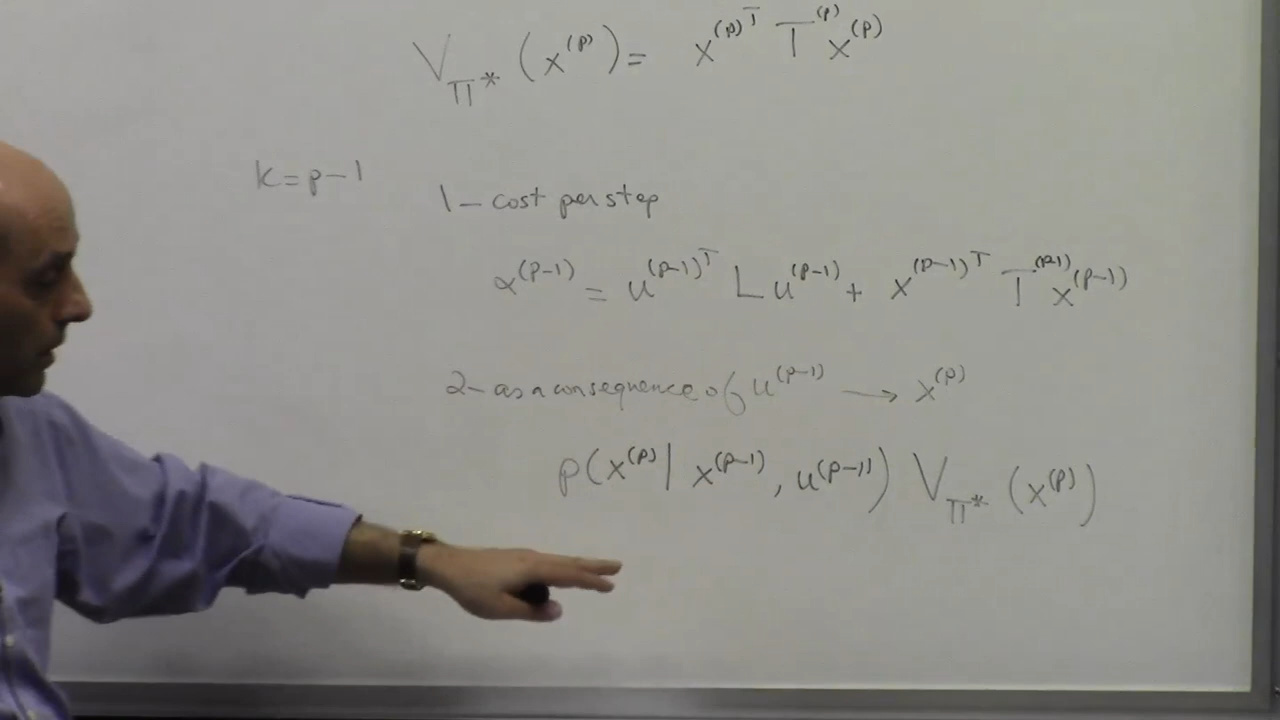 V_π* (x^(p)) = x^(p)ᵀ T^(p) x^(p)
k = p-1
1 - cost per step
α^(p-1) = u^(p-1)ᵀ L u^(p-1) + x^(p-1)ᵀ T^(p-1) x^(p-1)
2 - as a consequence of u^(p-1) → x^(p)
p(x^(p) | x^(p-1), u^(p-1)) V_π* (x^(p))